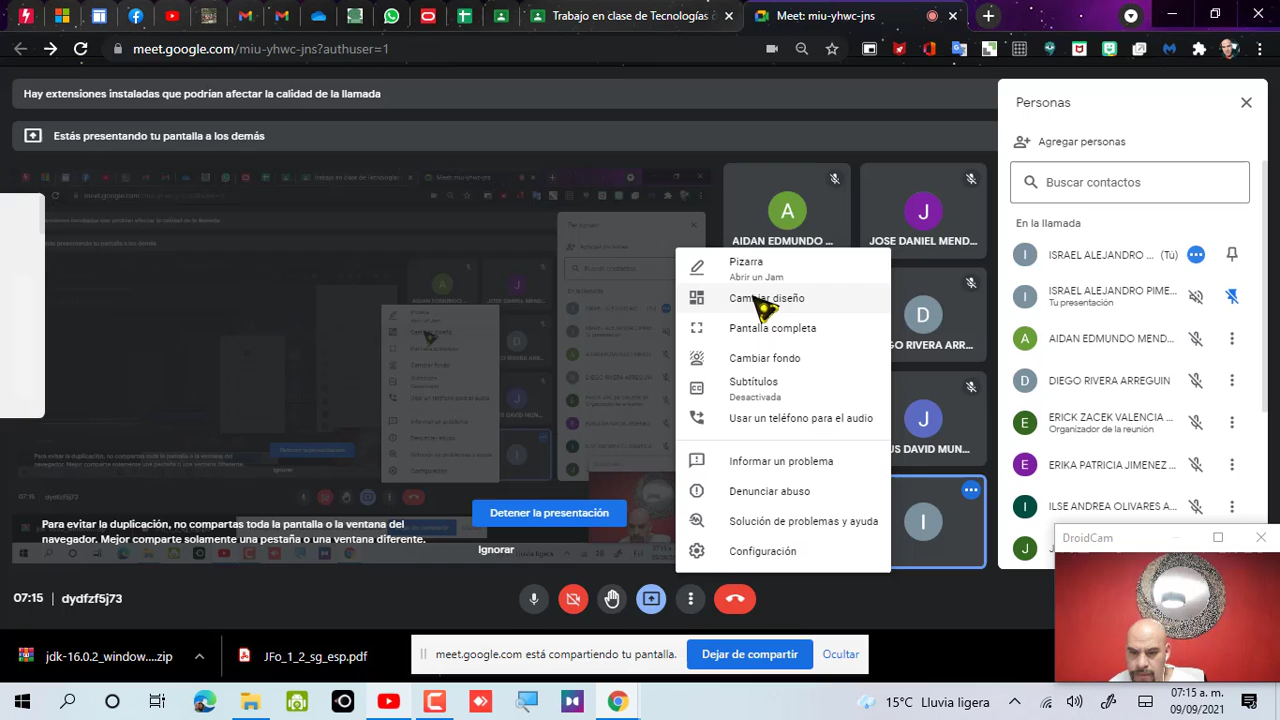 Trabajo en clase de Tecnologías (
Meet miu-yhwc-jns
meet.google.com/miu-yhwc-jns?authuser=1
Hay extensiones instaladas que podrían afectar la calidad de la llamada
Estás presentando tu pantalla a los demás
Personas
Agregar personas
Buscar contactos
En la llamada
ISRAEL ALEJANDRO ... (Tú)
ISRAEL ALEJANDRO PIME...
Tu presentación
AIDAN EDMUNDO MEND...
DIEGO RIVERA ARREGUIN
ERICK ZACEK VALENCIA ...
Organizador de la reunión
ERIKA PATRICIA JIMENEZ ...
ILSE ANDREA OLIVARES A...
J
DroidCam
A
AIDAN EDMUNDO ...
J
JOSE DANIEL MEND...
GO RIVERA ARR...
J
US DAVID MUN...
I
Pizarra
Abrir un Jam
Cambiar diseño
Pantalla completa
Cambiar fondo
Subtítulos
Desactivada
Usar un teléfono para el audio
Informar un problema
Denunciar abuso
Solución de problemas y ayuda
Configuración
Para evitar la duplicación, no compartas toda la pantalla o la ventana del
navegador. Mejor comparte solamente una pestaña o una ventana diferente.
Detener la presentación
Ignorar
07:15 | dydfzf5j73
jdk-16.0.2_window....zip
JFo_1_2_sg_esp.pdf
meet.google.com está compartiendo tu pantalla.
Dejar de compartir
Ocultar
15°C Lluvia ligera
07:15 a. m.
09/09/2021